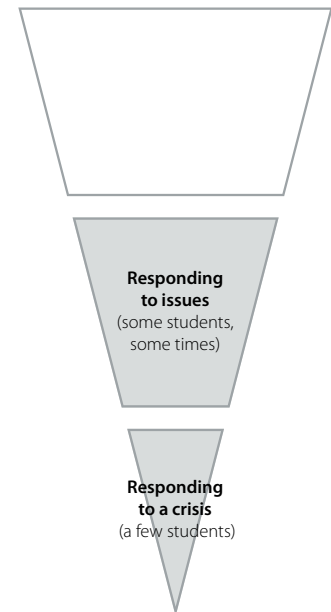 Responding
to issues
(some students,
some times)
Responding
to a crisis
(a few students)